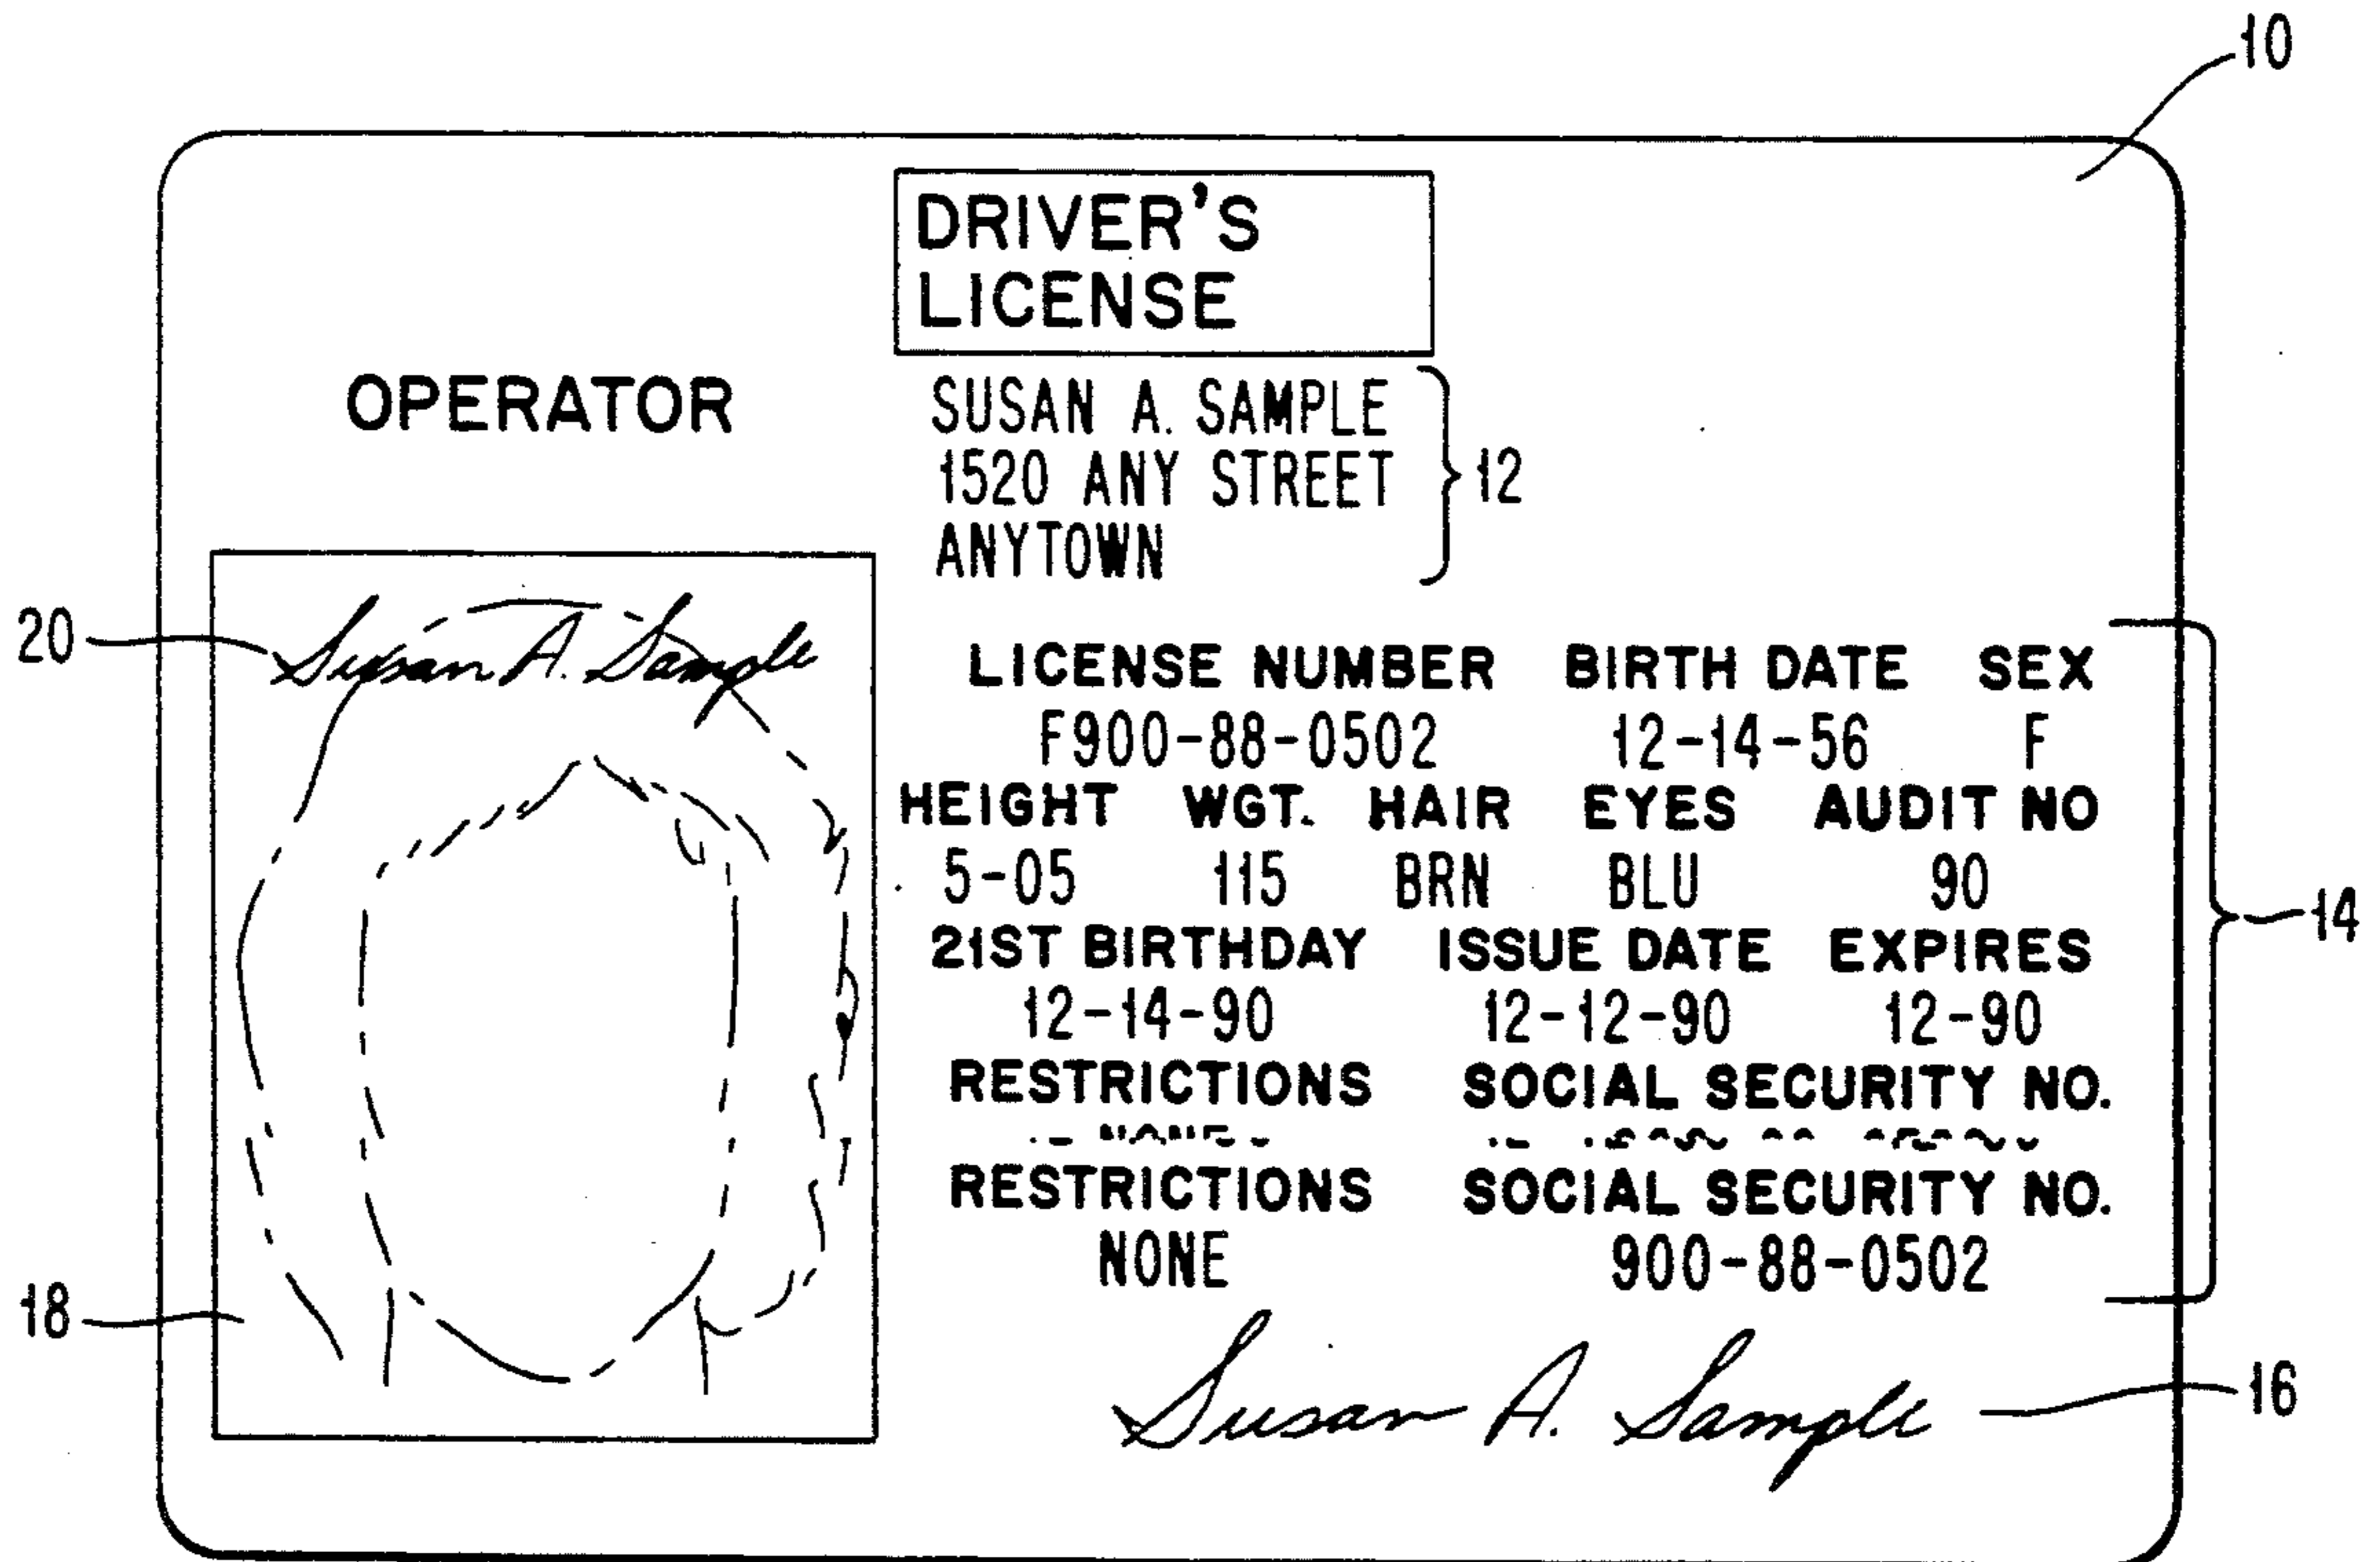 10
DRIVER'S
LICENSE
OPERATOR
SUSAN A. SAMPLE
1520 ANY STREET
ANYTOWN
12
20
Susan A. Sample
LICENSE NUMBER BIRTH DATE SEX
F900-88-0502 12-14-56 F
HEIGHT WGT. HAIR EYES AUDIT NO
5-05 115 BRN BLU 90
14
21ST BIRTHDAY ISSUE DATE EXPIRES
12-14-90 12-12-90 12-90
RESTRICTIONS SOCIAL SECURITY NO.
RESTRICTIONS SOCIAL SECURITY NO.
NONE 900-88-0502
18
Susan A. Sample
16